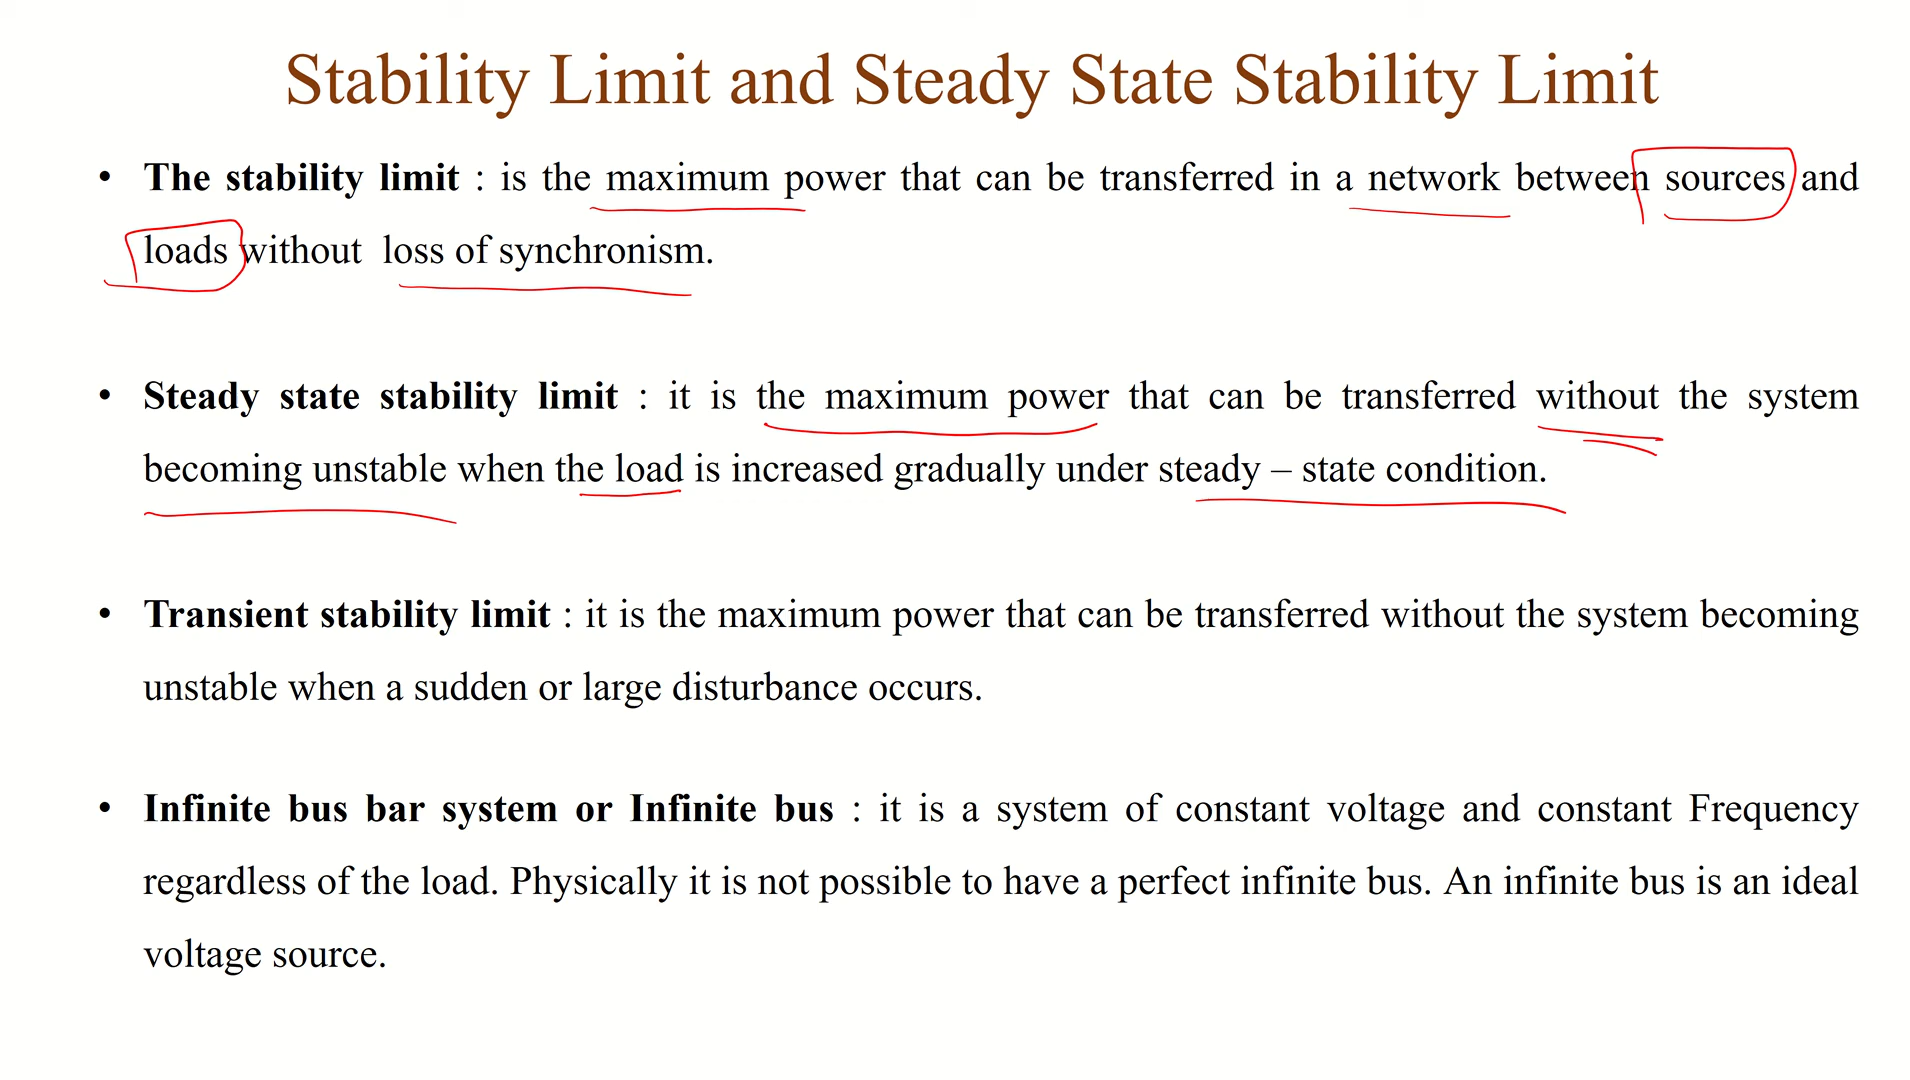 Stability Limit and Steady State Stability Limit
• The stability limit : is the maximum power that can be transferred in a network between sources and
loads without loss of synchronism.
• Steady state stability limit : it is the maximum power that can be transferred without the system
becoming unstable when the load is increased gradually under steady – state condition.
• Transient stability limit : it is the maximum power that can be transferred without the system becoming
unstable when a sudden or large disturbance occurs.
• Infinite bus bar system or Infinite bus : it is a system of constant voltage and constant Frequency
regardless of the load. Physically it is not possible to have a perfect infinite bus. An infinite bus is an ideal
voltage source.